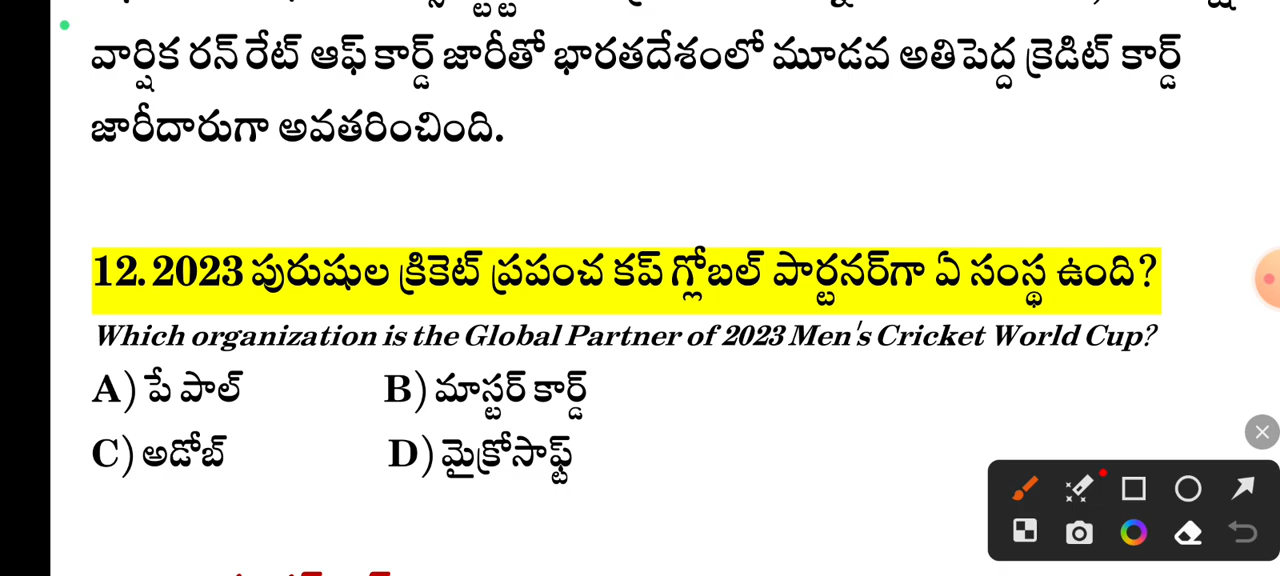 వార్షిక రన్ రేట్ ఆఫ్ కార్డ్ జారీతో భారతదేశంలో మూడవ అతిపెద్ద క్రెడిట్ కార్డ్
జారీదారుగా అవతరించింది.
12. 2023 పురుషుల క్రికెట్ ప్రపంచ కప్ గ్లోబల్ పార్టనర్‌గా ఏ సంస్థ ఉంది?
Which organization is the Global Partner of 2023 Men's Cricket World Cup?
A) పే పాల్ B) మాస్టర్ కార్డ్
C) అడోబ్ D) మైక్రోసాఫ్ట్